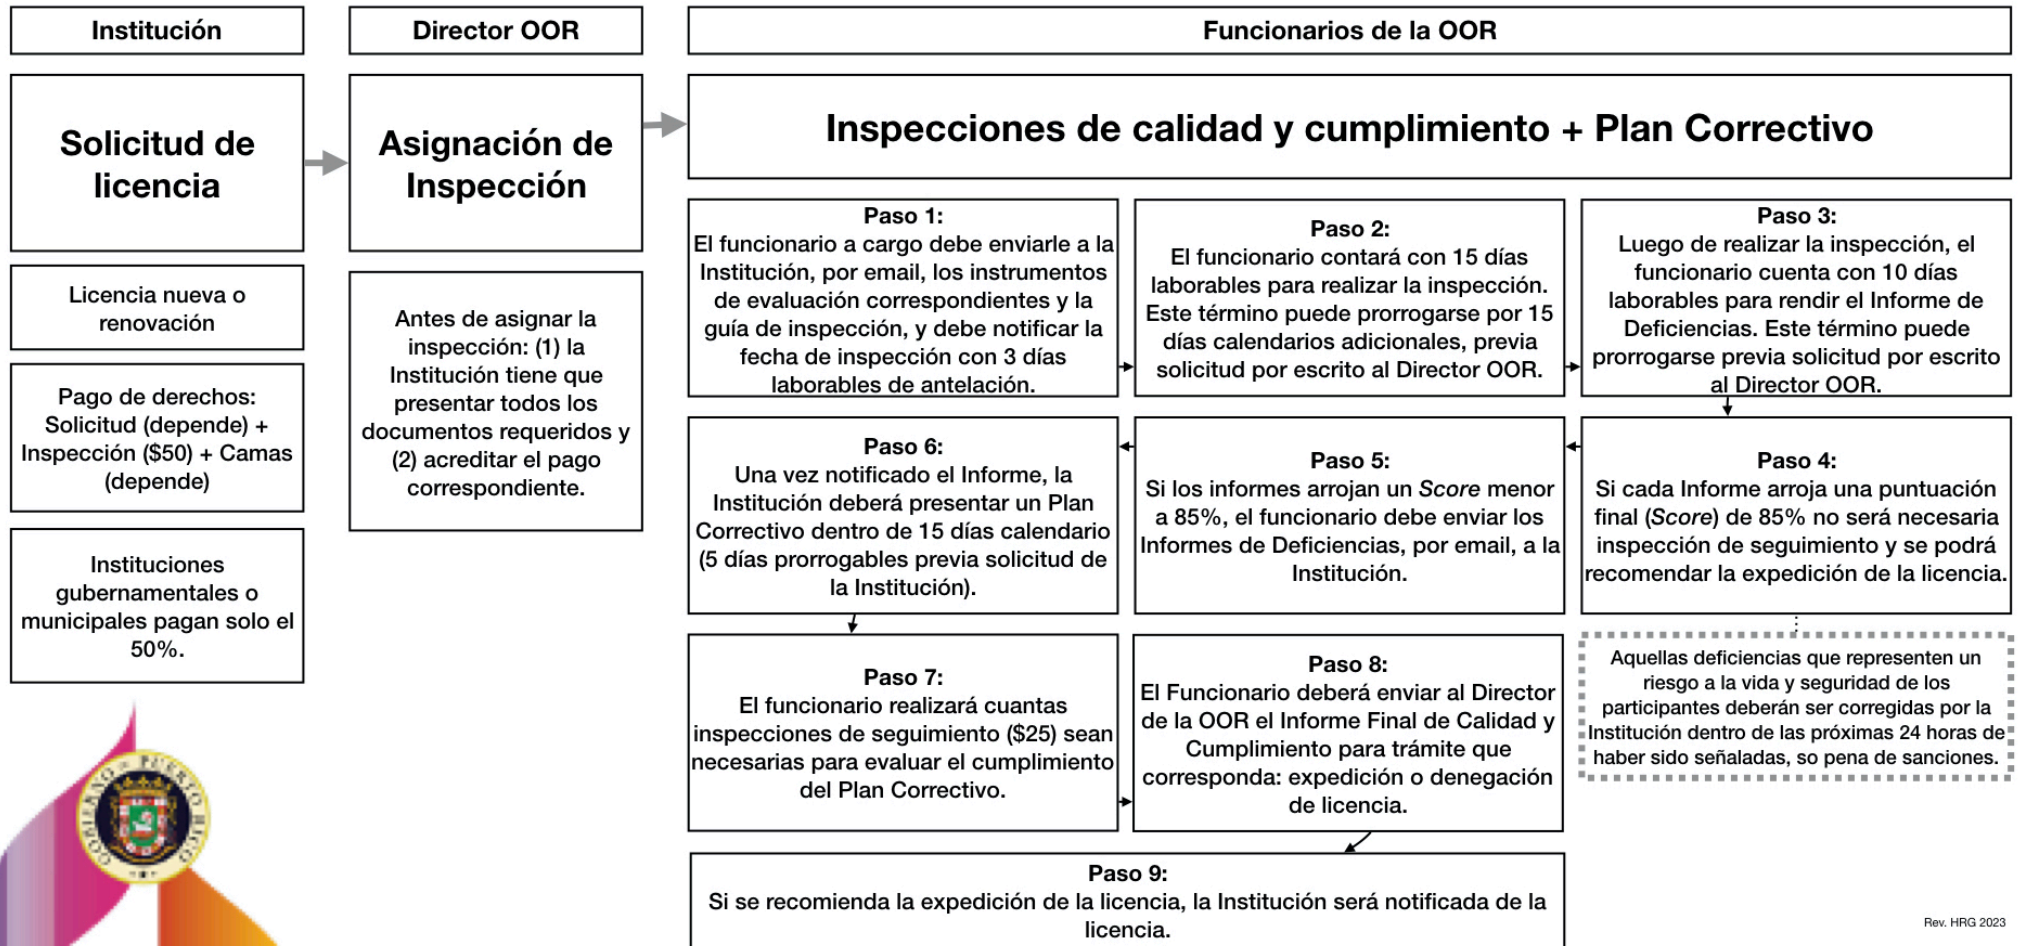 Institución
Director OOR
Funcionarios de la OOR
Solicitud de
licencia
Asignación de
Inspección
Inspecciones de calidad y cumplimiento + Plan Correctivo
Licencia nueva o
renovación
Pago de derechos:
Solicitud (depende) +
Inspección ($50) + Camas
(depende)
Instituciones
gubernamentales o
municipales pagan solo el
50%.
Antes de asignar la
inspección: (1) la
Institución tiene que
presentar todos los
documentos requeridos y
(2) acreditar el pago
correspondiente.
Paso 1:
El funcionario a cargo debe enviarle a la
Institución, por email, los instrumentos
de evaluación correspondientes y la
guía de inspección, y debe notificar la
fecha de inspección con 3 días
laborables de antelación.
Paso 2:
El funcionario contará con 15 días
laborables para realizar la inspección.
Este término puede prorrogarse por 15
días calendarios adicionales, previa
solicitud por escrito al Director OOR.
Paso 3:
Luego de realizar la inspección, el
funcionario cuenta con 10 días
laborables para rendir el Informe de
Deficiencias. Este término puede
prorrogarse previa solicitud por escrito
al Director OOR.
Paso 4:
Si cada Informe arroja una puntuación
final (Score) de 85% no será necesaria
inspección de seguimiento y se podrá
recomendar la expedición de la licencia.
Aquellas deficiencias que representen un
riesgo a la vida y seguridad de los
participantes deberán ser corregidas por la
Institución dentro de las próximas 24 horas de
haber sido señaladas, so pena de sanciones.
Paso 5:
Si los informes arrojan un Score menor
a 85%, el funcionario debe enviar los
Informes de Deficiencias, por email, a la
Institución.
Paso 6:
Una vez notificado el Informe, la
Institución deberá presentar un Plan
Correctivo dentro de 15 días calendario
(5 días prorrogables previa solicitud de
la Institución).
Paso 7:
El funcionario realizará cuantas
inspecciones de seguimiento ($25) sean
necesarias para evaluar el cumplimiento
del Plan Correctivo.
Paso 8:
El Funcionario deberá enviar al Director
de la OOR el Informe Final de Calidad y
Cumplimiento para trámite que
corresponda: expedición o denegación
de licencia.
Paso 9:
Si se recomienda la expedición de la licencia, la Institución será notificada de la
licencia.
GOBIERNO DE PUERTO RICO
Rev. HRG 2023